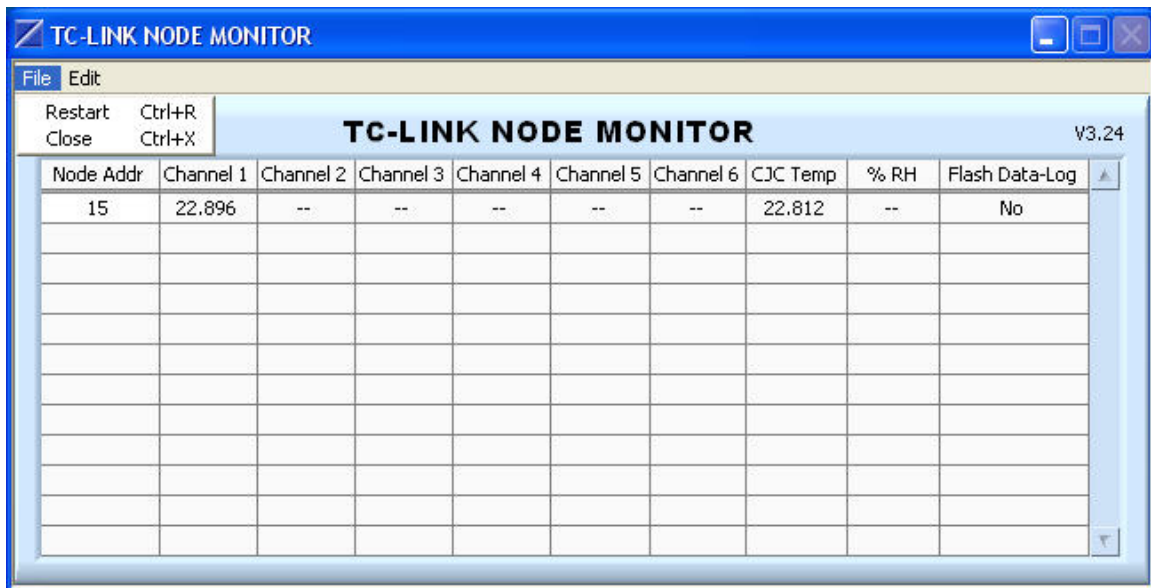 TC-LINK NODE MONITOR
File Edit
Restart Ctrl+R
Close Ctrl+X
TC-LINK NODE MONITOR
V3.24
Node Addr Channel 1 Channel 2 Channel 3 Channel 4 Channel 5 Channel 6 CJC Temp % RH Flash Data-Log
15 22.896 -- -- -- -- -- 22.812 -- No